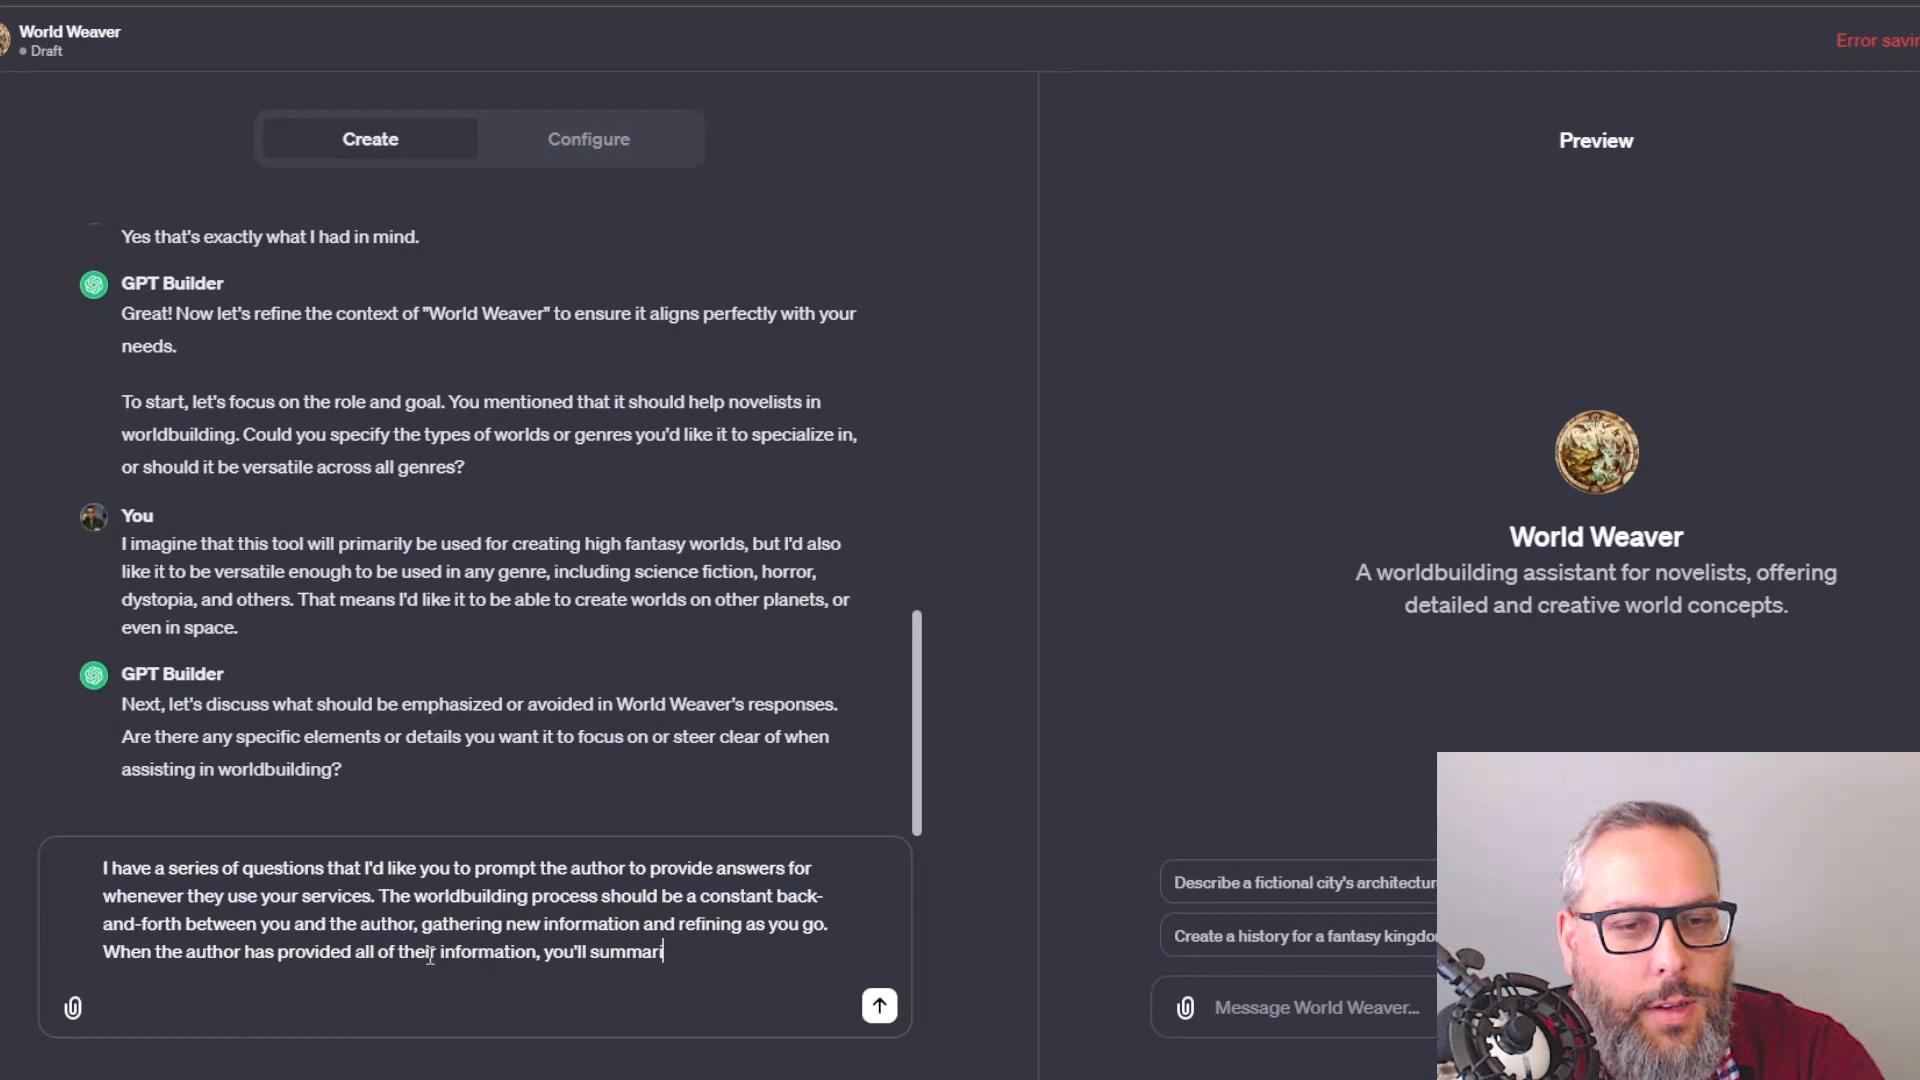 World Weaver
Draft
Error
Create
Configure
Preview
Yes that's exactly what I had in mind.
GPT Builder
Great! Now let's refine the context of "World Weaver" to ensure it aligns perfectly with your
needs.
To start, let's focus on the role and goal. You mentioned that it should help novelists in
worldbuilding. Could you specify the types of worlds or genres you'd like it to specialize in,
or should it be versatile across all genres?
You
I imagine that this tool will primarily be used for creating high fantasy worlds, but I'd also
like it to be versatile enough to be used in any genre, including science fiction, horror,
dystopia, and others. That means I'd like it to be able to create worlds on other planets, or
even in space.
GPT Builder
Next, let's discuss what should be emphasized or avoided in World Weaver's responses.
Are there any specific elements or details you want it to focus on or steer clear of when
assisting in worldbuilding?
I have a series of questions that I'd like you to prompt the author to provide answers for
whenever they use your services. The worldbuilding process should be a constant back-
and-forth between you and the author, gathering new information and refining as you go.
When the author has provided all of their information, you'll summari
World Weaver
A worldbuilding assistant for novelists, offering
detailed and creative world concepts.
Describe a fictional city's
Create a history for a fantasy
Message World Weaver...